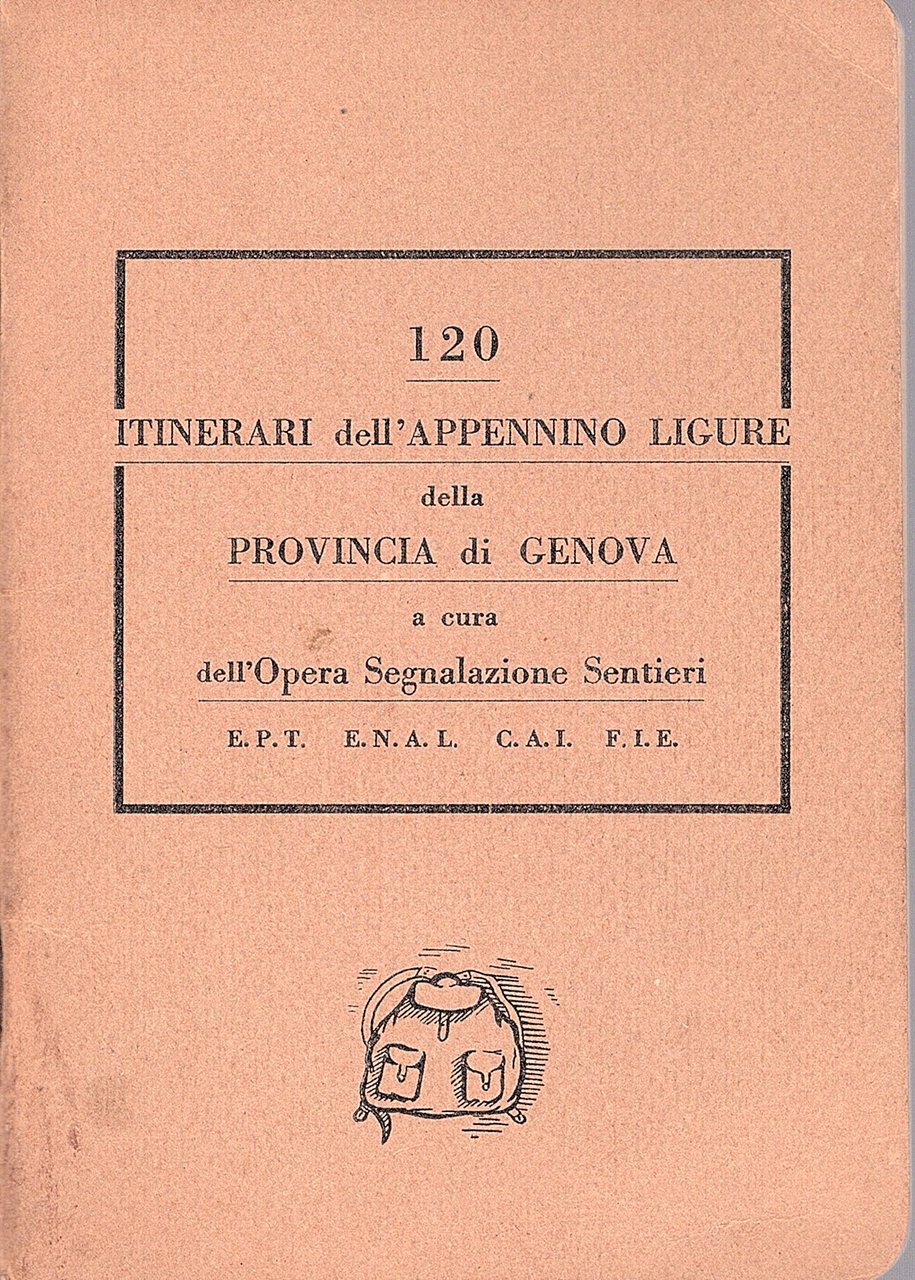 120
ITINERARI dell'APPENNINO LIGURE
della
PROVINCIA di GENOVA
a cura
dell'Opera Segnalazione Sentieri
E.P.T. E.N.A.L. C.A.I. F.I.E.